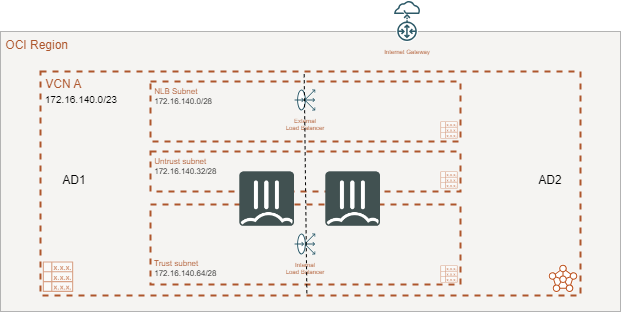 Internet Gateway
OCI Region
VCN A
172.16.140.0/23
NLB Subnet
172.16.140.0/28
External
Load Balancer
x.x.x
x.x.x
x.x.x
Untrust subnet
172.16.140.32/28
x.x.x
x.x.x
x.x.x
AD1
AD2
Trust subnet
172.16.140.64/28
Internal
Load Balancer
x.x.x
x.x.x
x.x.x
x.x.x.
x.x.x.
x.x.x.